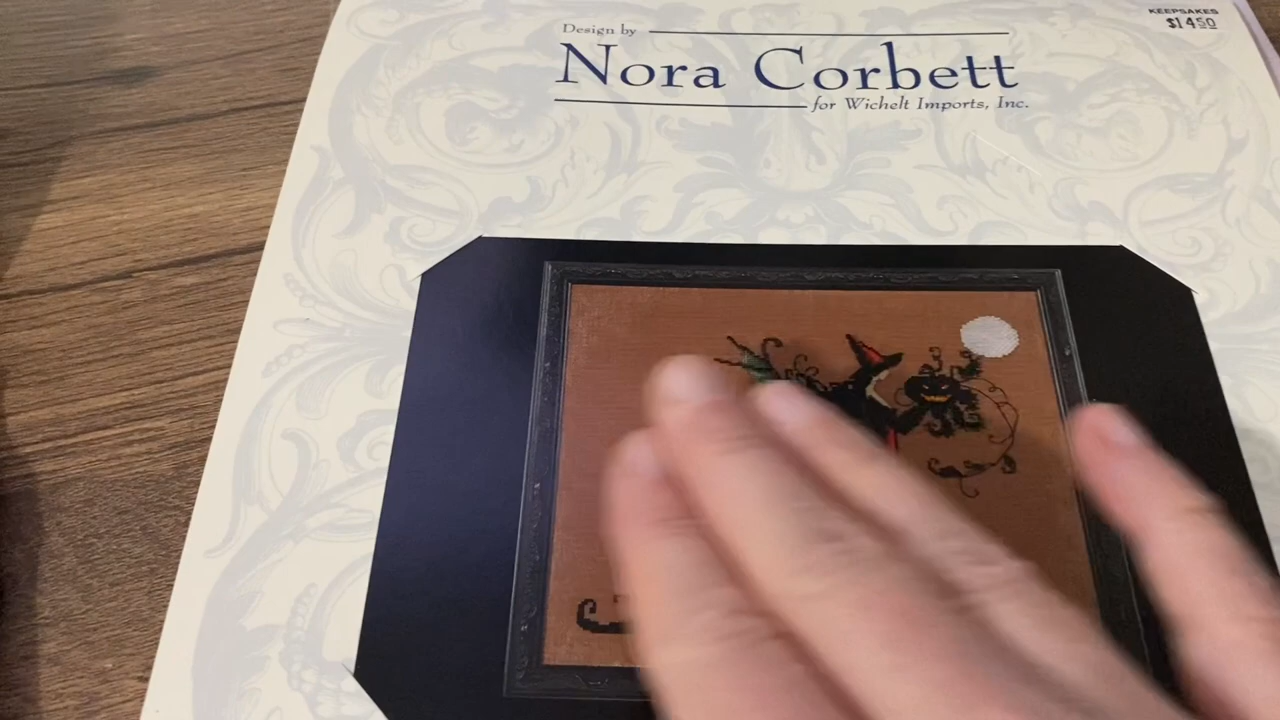 KEEPSAKES
$14.50
Design by
Nora Corbett
for Wichelt Imports, Inc.